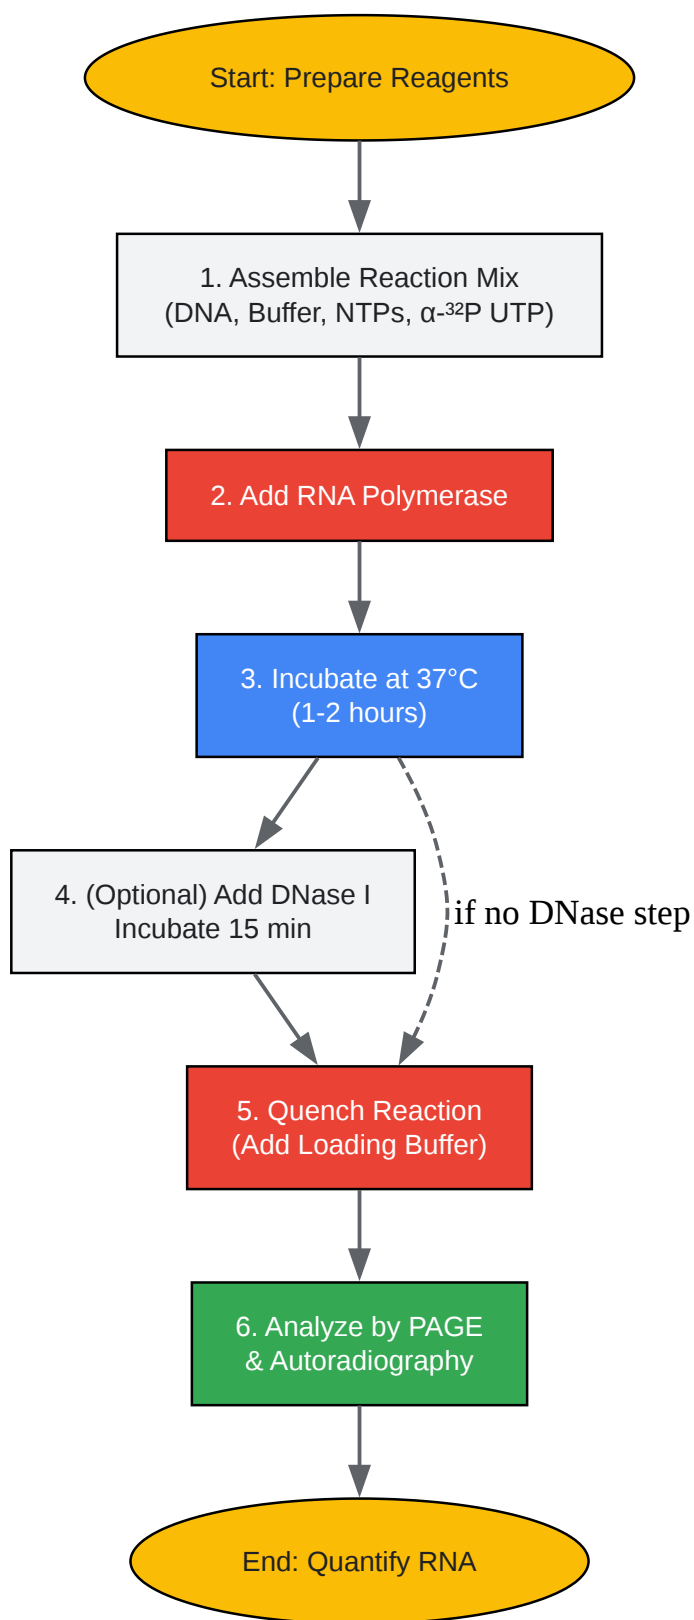 Start: Prepare Reagents
1. Assemble Reaction Mix
(DNA, Buffer, NTPs, α-³²P UTP)
2. Add RNA Polymerase
3. Incubate at 37°C
(1-2 hours)
4. (Optional) Add DNase I
Incubate 15 min
if no DNase step
5. Quench Reaction
(Add Loading Buffer)
6. Analyze by PAGE
& Autoradiography
End: Quantify RNA